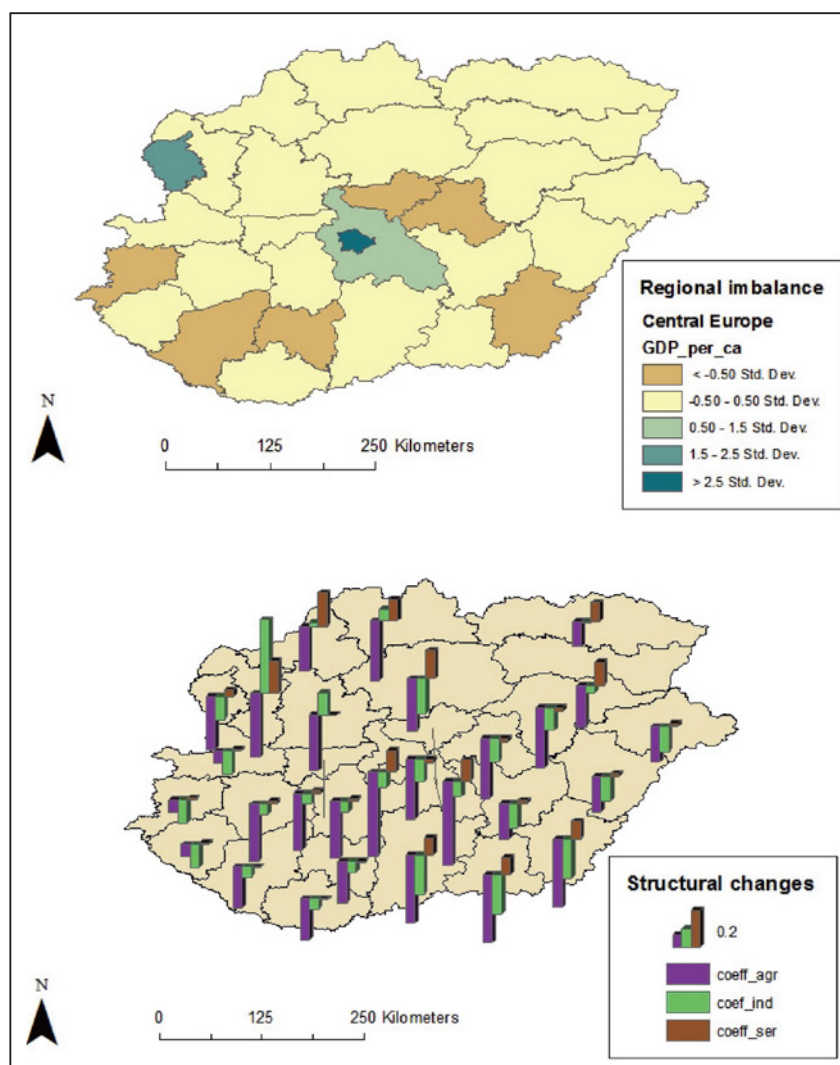 Regional imbalance
Central Europe
GDP_per_ca
< -0.50 Std. Dev.
-0.50 - 0.50 Std. Dev.
0.50 - 1.5 Std. Dev.
1.5 - 2.5 Std. Dev.
> 2.5 Std. Dev.
N
0 125 250 Kilometers
Structural changes
0.2
coeff_agr
coef_ind
coeff_ser
N
0 125 250 Kilometers